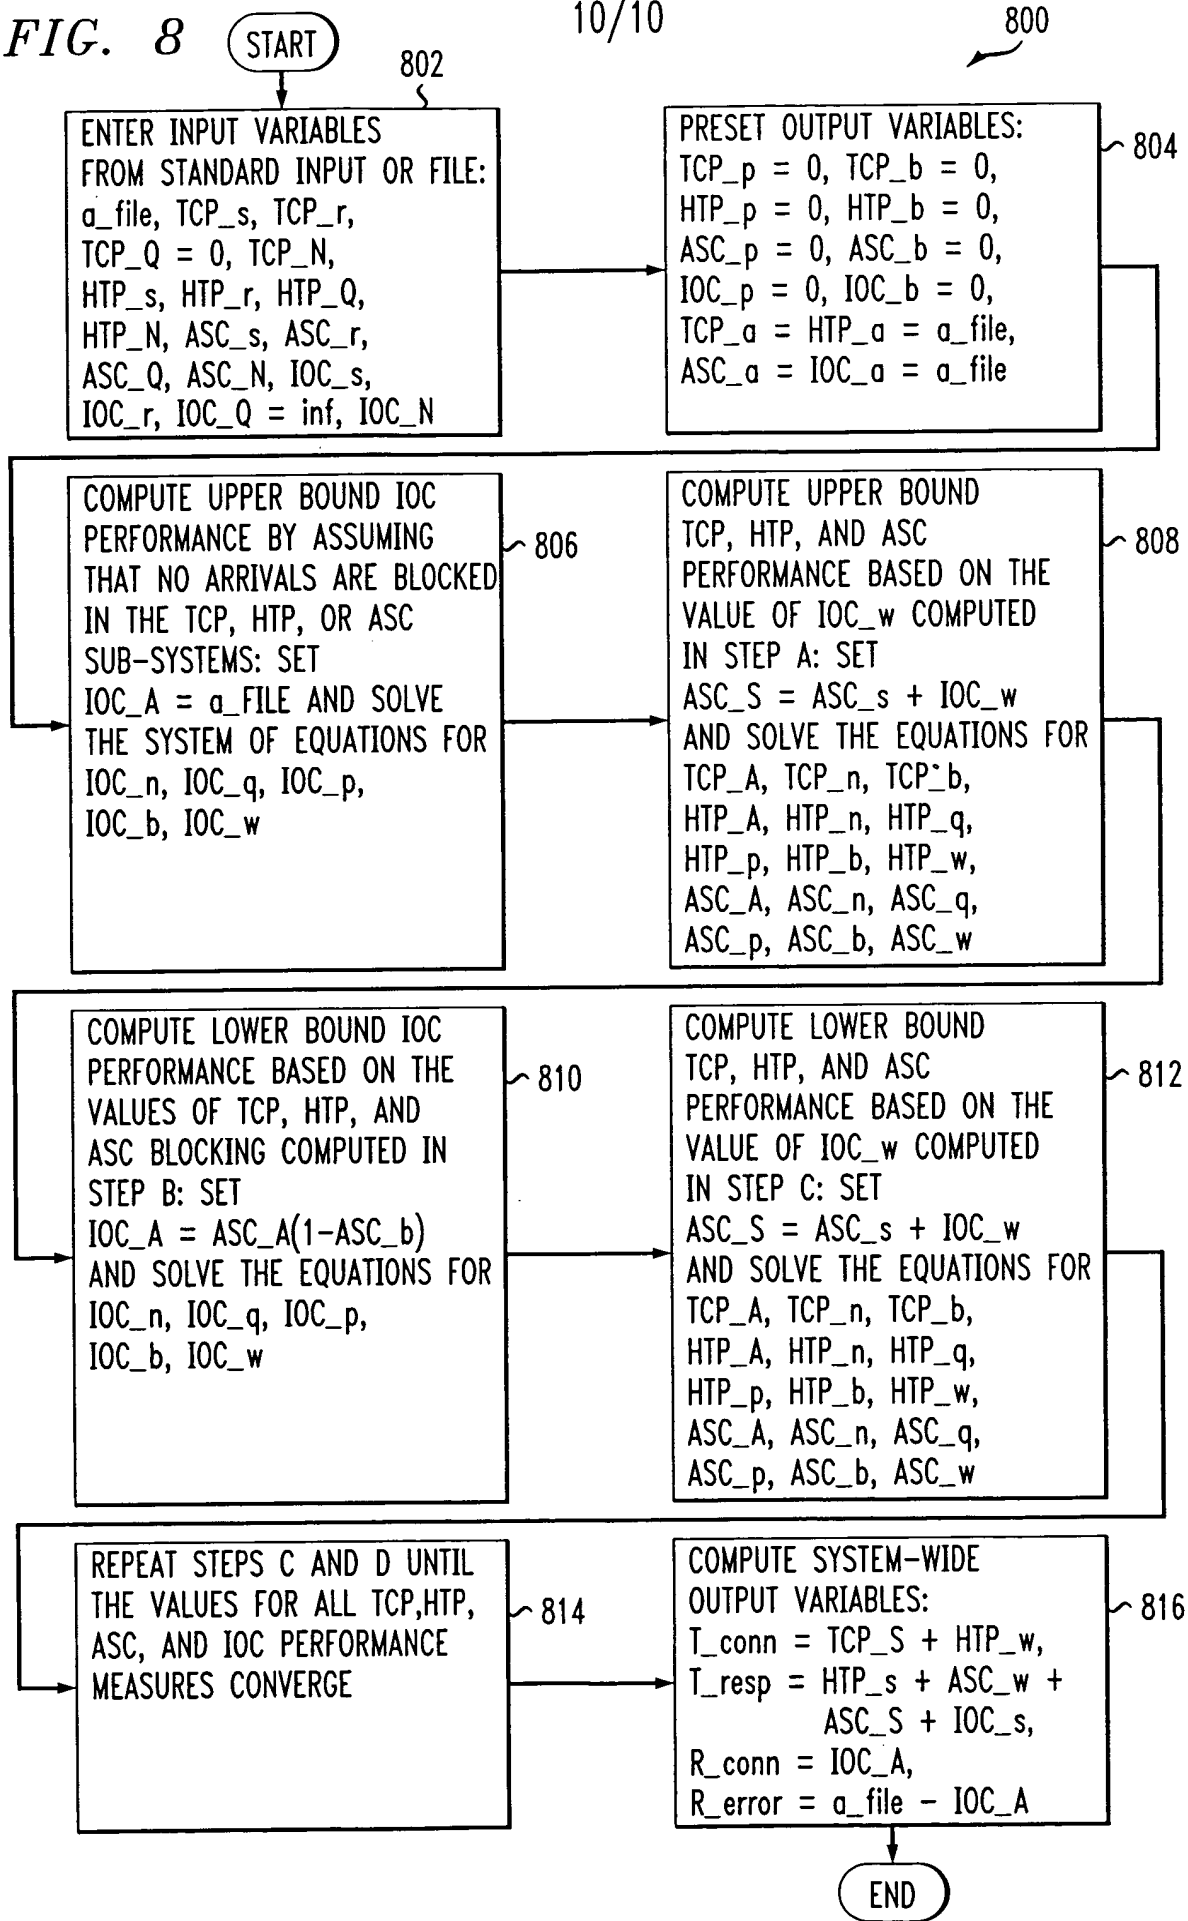 FIG. 8
10/10
800
START
802
ENTER INPUT VARIABLES
FROM STANDARD INPUT OR FILE:
a_file, TCP_s, TCP_r,
TCP_Q = 0, TCP_N,
HTP_s, HTP_r, HTP_Q,
HTP_N, ASC_s, ASC_r,
ASC_Q, ASC_N, IOC_s,
IOC_r, IOC_Q = inf, IOC_N
PRESET OUTPUT VARIABLES:
TCP_p = 0, TCP_b = 0,
HTP_p = 0, HTP_b = 0,
ASC_p = 0, ASC_b = 0,
IOC_p = 0, IOC_b = 0,
TCP_a = HTP_a = a_file,
ASC_a = IOC_a = a_file
804
COMPUTE UPPER BOUND IOC
PERFORMANCE BY ASSUMING
THAT NO ARRIVALS ARE BLOCKED
IN THE TCP, HTP, OR ASC
SUB-SYSTEMS: SET
IOC_A = a_FILE AND SOLVE
THE SYSTEM OF EQUATIONS FOR
IOC_n, IOC_q, IOC_p,
IOC_b, IOC_w
806
COMPUTE UPPER BOUND
TCP, HTP, AND ASC
PERFORMANCE BASED ON THE
VALUE OF IOC_w COMPUTED
IN STEP A: SET
ASC_S = ASC_s + IOC_w
AND SOLVE THE EQUATIONS FOR
TCP_A, TCP_n, TCP_b,
HTP_A, HTP_n, HTP_q,
HTP_p, HTP_b, HTP_w,
ASC_A, ASC_n, ASC_q,
ASC_p, ASC_b, ASC_w
808
COMPUTE LOWER BOUND IOC
PERFORMANCE BASED ON THE
VALUES OF TCP, HTP, AND
ASC BLOCKING COMPUTED IN
STEP B: SET
IOC_A = ASC_A(1-ASC_b)
AND SOLVE THE EQUATIONS FOR
IOC_n, IOC_q, IOC_p,
IOC_b, IOC_w
810
COMPUTE LOWER BOUND
TCP, HTP, AND ASC
PERFORMANCE BASED ON THE
VALUE OF IOC_w COMPUTED
IN STEP C: SET
ASC_S = ASC_s + IOC_w
AND SOLVE THE EQUATIONS FOR
TCP_A, TCP_n, TCP_b,
HTP_A, HTP_n, HTP_q,
HTP_p, HTP_b, HTP_w,
ASC_A, ASC_n, ASC_q,
ASC_p, ASC_b, ASC_w
812
REPEAT STEPS C AND D UNTIL
THE VALUES FOR ALL TCP,HTP,
ASC, AND IOC PERFORMANCE
MEASURES CONVERGE
814
COMPUTE SYSTEM-WIDE
OUTPUT VARIABLES:
T_conn = TCP_S + HTP_w,
T_resp = HTP_s + ASC_w +
ASC_S + IOC_s,
R_conn = IOC_A,
R_error = a_file - IOC_A
816
END